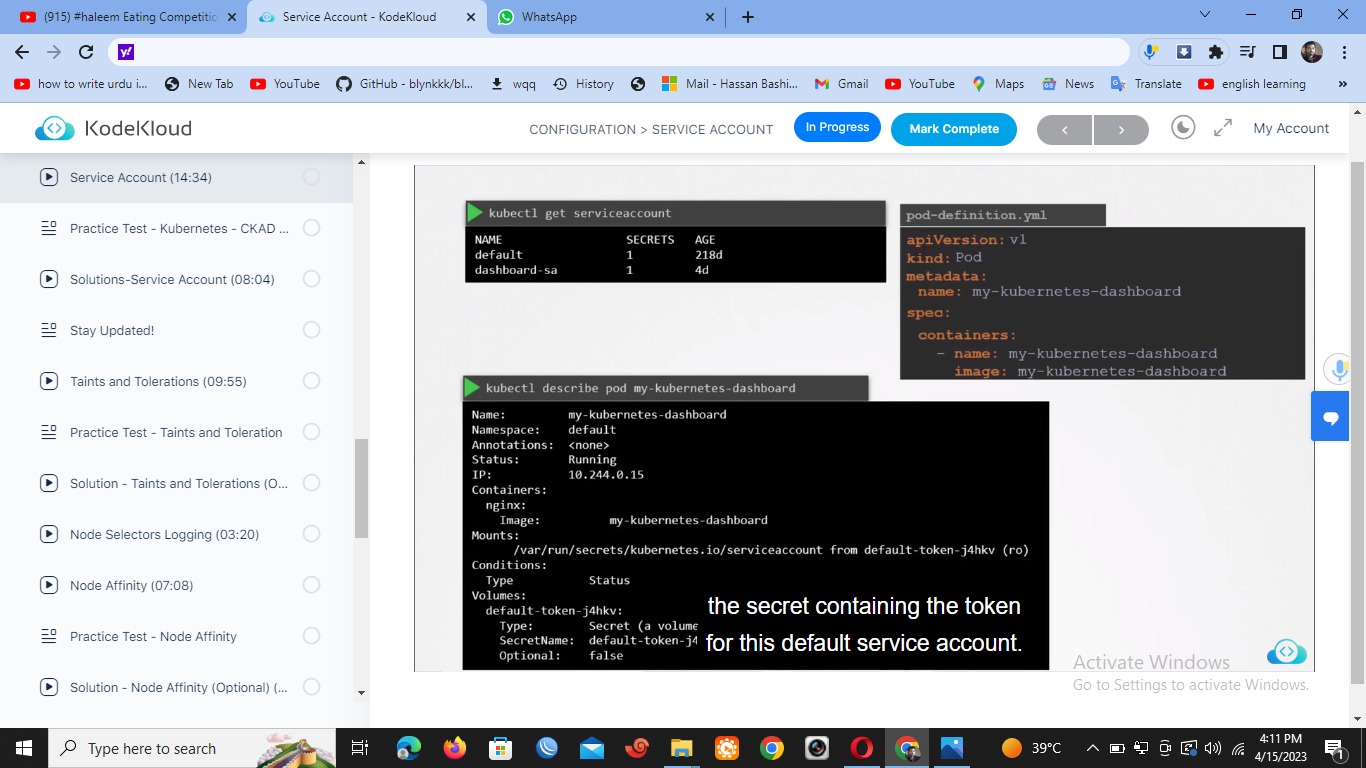 (915) #haleem Eating Competitio
Service Account - KodeKloud
WhatsApp
how to write urdu i...
New Tab
YouTube
GitHub - blynkkk/bl...
wqq
History
Mail - Hassan Bashi...
Gmail
YouTube
Maps
News
Translate
english learning
»
KodeKloud
CONFIGURATION > SERVICE ACCOUNT
In Progress
Mark Complete
My Account
Service Account (14:34)
Practice Test - Kubernetes - CKAD ...
Solutions-Service Account (08:04)
Stay Updated!
Taints and Tolerations (09:55)
Practice Test - Taints and Toleration
Solution - Taints and Tolerations (O...
Node Selectors Logging (03:20)
Node Affinity (07:08)
Practice Test - Node Affinity
Solution - Node Affinity (Optional) (...
kubectl get serviceaccount
NAME SECRETS AGE
default 1 218d
dashboard-sa 1 4d
pod-definition.yml
apiVersion: v1
kind: Pod
metadata:
name: my-kubernetes-dashboard
spec:
containers:
- name: my-kubernetes-dashboard
image: my-kubernetes-dashboard
kubectl describe pod my-kubernetes-dashboard
Name: my-kubernetes-dashboard
Namespace: default
Annotations: <none>
Status: Running
IP: 10.244.0.15
Containers:
nginx:
Image: my-kubernetes-dashboard
Mounts:
/var/run/secrets/kubernetes.io/serviceaccount from default-token-j4hkv (ro)
Conditions:
Type Status
Volumes:
default-token-j4hkv:
Type: Secret (a volume
SecretName: default-token-j4
Optional: false
the secret containing the token
for this default service account.
Activate Windows
Go to Settings to activate Windows.
Type here to search
39°C
4:11 PM
4/15/2023
1